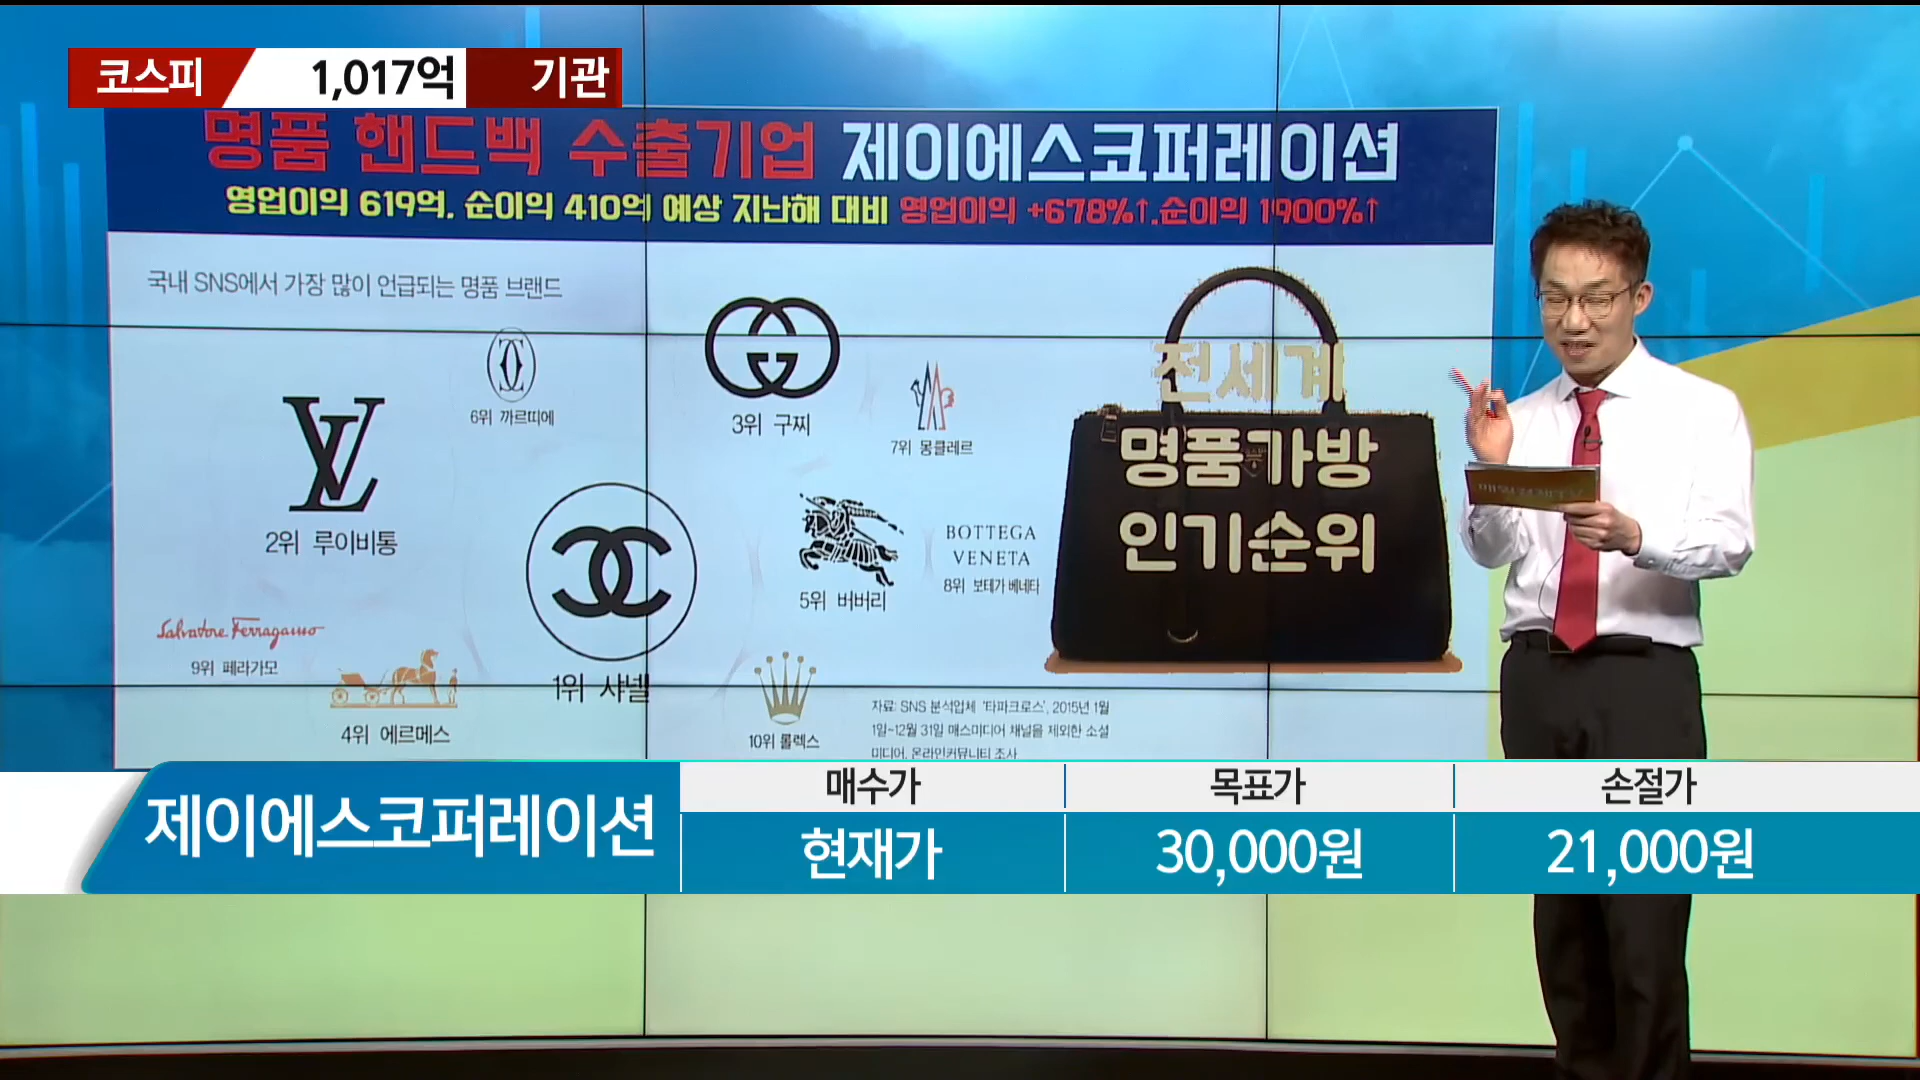 코스피 1,017억 기관
명품 핸드백 수출기업 제이에스코퍼레이션
영업이익 619억. 순이익 410억 예상 지난해 대비 영업이익 +678%↑.순이익 1900%↑
국내 SNS에서 가장 많이 언급되는 명품 브랜드
6위 까르띠에
3위 구찌
7위 몽클레르
2위 루이비통
1위 샤넬
5위 버버리
BOTTEGA
VENETA
8위 보테가 베네타
Salvatore Ferragamo
9위 페라가모
4위 에르메스
10위 롤렉스
자료: SNS 분석업체 '타파크로스', 2015년 1월
1일~12월 31일 매스미디어 채널을 제외한 소셜
미디어, 온라인커뮤니티 조사
전세계
명품가방
인기순위
매일경제TV
제이에스코퍼레이션
매수가 목표가 손절가
현재가 30,000원 21,000원